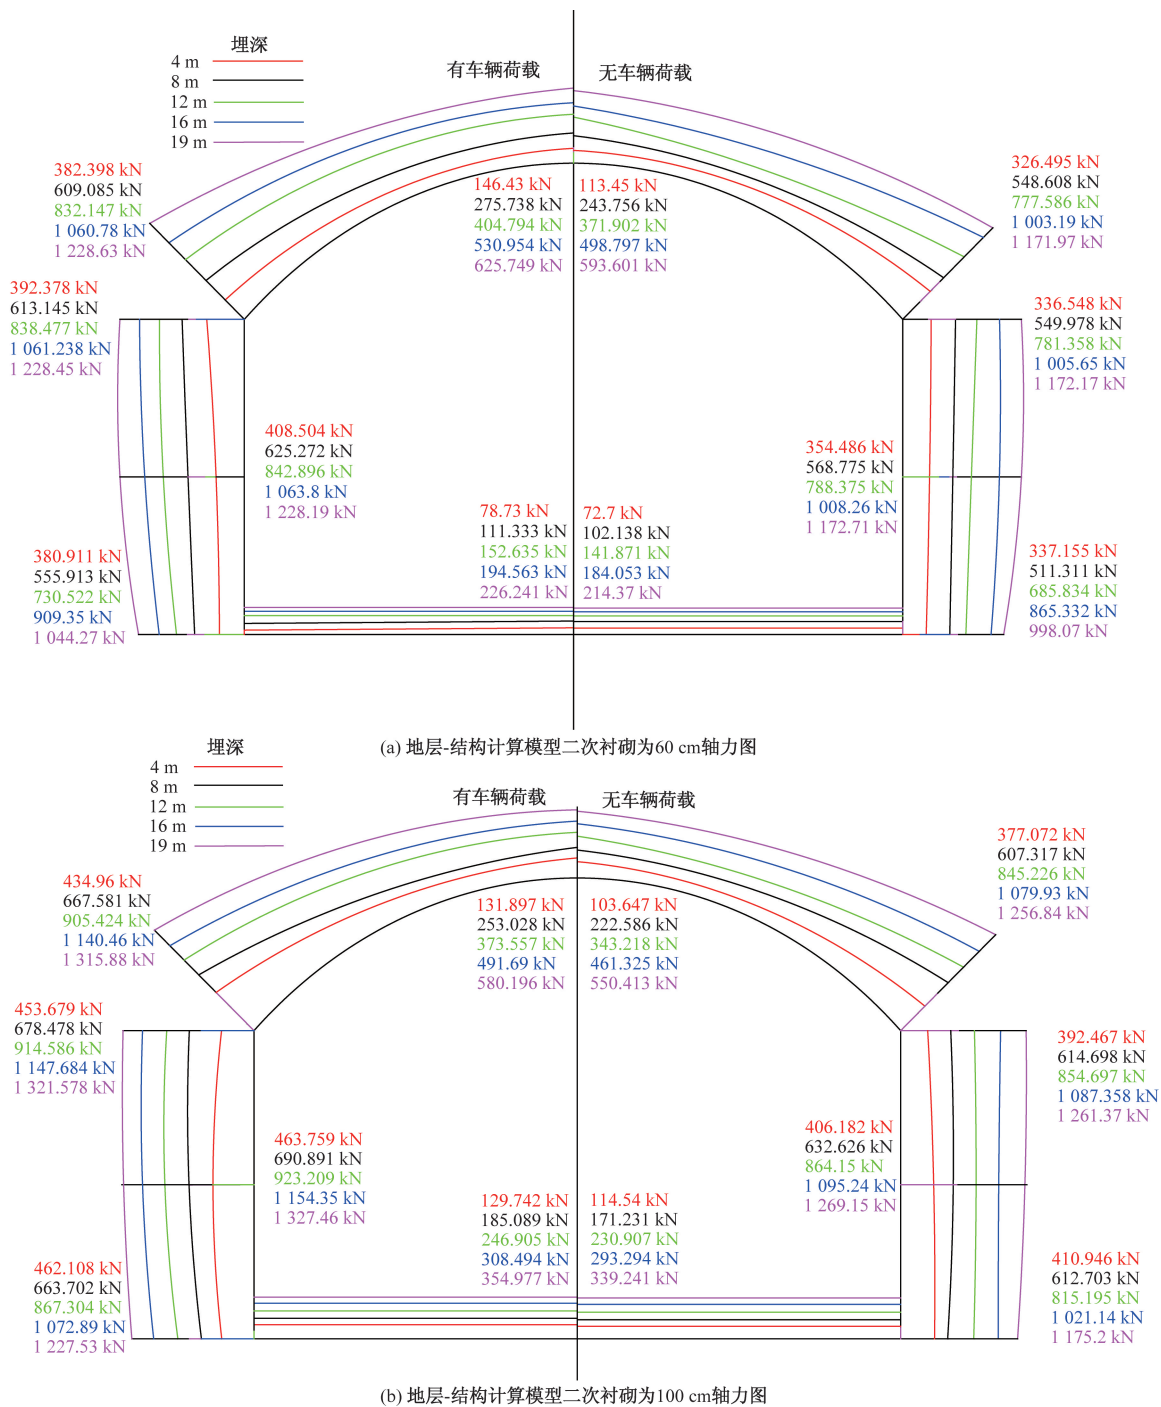 埋深
4 m
8 m
12 m
16 m
19 m
有车辆荷载
无车辆荷载
382.398 kN
609.085 kN
832.147 kN
1 060.78 kN
1 228.63 kN
146.43 kN
275.738 kN
404.794 kN
530.954 kN
625.749 kN
113.45 kN
243.756 kN
371.902 kN
498.797 kN
593.601 kN
326.495 kN
548.608 kN
777.586 kN
1 003.19 kN
1 171.97 kN
392.378 kN
613.145 kN
838.477 kN
1 061.238 kN
1 228.45 kN
336.548 kN
549.978 kN
781.358 kN
1 005.65 kN
1 172.17 kN
408.504 kN
625.272 kN
842.896 kN
1 063.8 kN
1 228.19 kN
354.486 kN
568.775 kN
788.375 kN
1 008.26 kN
1 172.71 kN
380.911 kN
555.913 kN
730.522 kN
909.35 kN
1 044.27 kN
78.73 kN
111.333 kN
152.635 kN
194.563 kN
226.241 kN
72.7 kN
102.138 kN
141.871 kN
184.053 kN
214.37 kN
337.155 kN
511.311 kN
685.834 kN
865.332 kN
998.07 kN
(a) 地层-结构计算模型二次衬砌为60 cm轴力图
埋深
4 m
8 m
12 m
16 m
19 m
有车辆荷载
无车辆荷载
434.96 kN
667.581 kN
905.424 kN
1 140.46 kN
1 315.88 kN
131.897 kN
253.028 kN
373.557 kN
491.69 kN
580.196 kN
103.647 kN
222.586 kN
343.218 kN
461.325 kN
550.413 kN
377.072 kN
607.317 kN
845.226 kN
1 079.93 kN
1 256.84 kN
453.679 kN
678.478 kN
914.586 kN
1 147.684 kN
1 321.578 kN
392.467 kN
614.698 kN
854.697 kN
1 087.358 kN
1 261.37 kN
463.759 kN
690.891 kN
923.209 kN
1 154.35 kN
1 327.46 kN
406.182 kN
632.626 kN
864.15 kN
1 095.24 kN
1 269.15 kN
462.108 kN
663.702 kN
867.304 kN
1 072.89 kN
1 227.53 kN
129.742 kN
185.089 kN
246.905 kN
308.494 kN
354.977 kN
114.54 kN
171.231 kN
230.907 kN
293.294 kN
339.241 kN
410.946 kN
612.703 kN
815.195 kN
1 021.14 kN
1 175.2 kN
(b) 地层-结构计算模型二次衬砌为100 cm轴力图